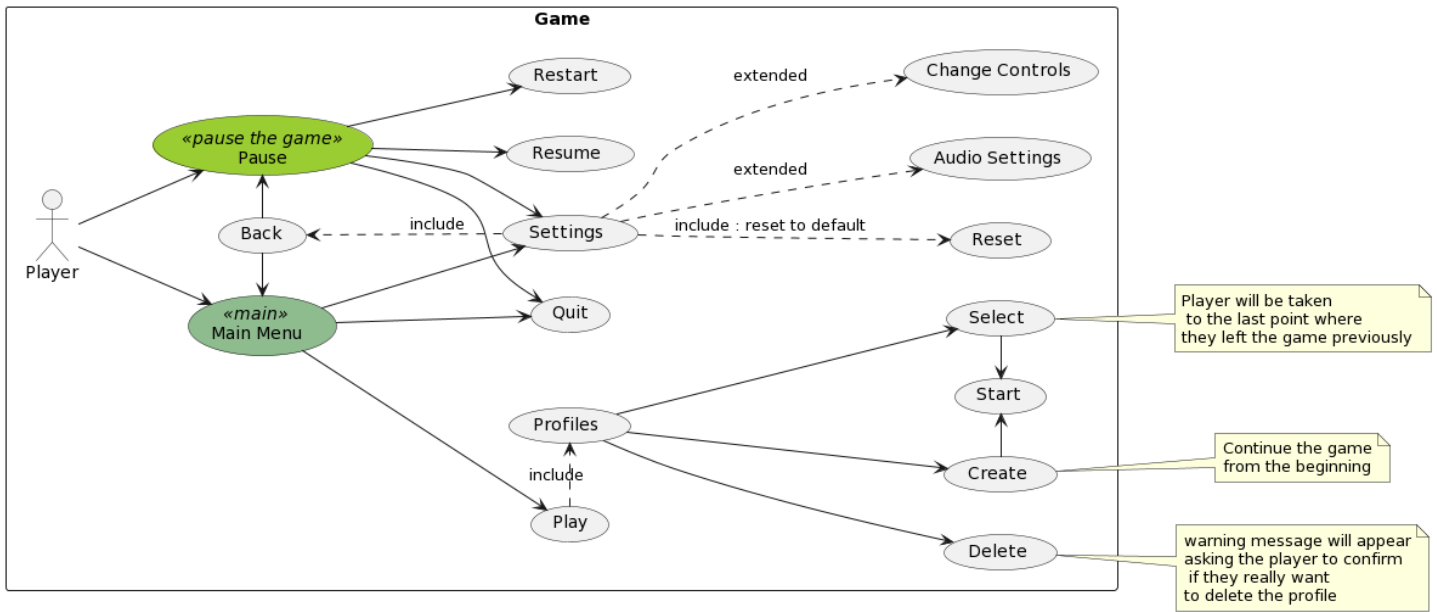 Game
Restart
Change Controls
extended
«pause the game»
Pause
Resume
Audio Settings
extended
include
include : reset to default
Back
Settings
Reset
Player
«main»
Main Menu
Quit
Select
Player will be taken
to the last point where
they left the game previously
Start
Profiles
include
Create
Continue the game
from the beginning
Play
Delete
warning message will appear
asking the player to confirm
if they really want
to delete the profile